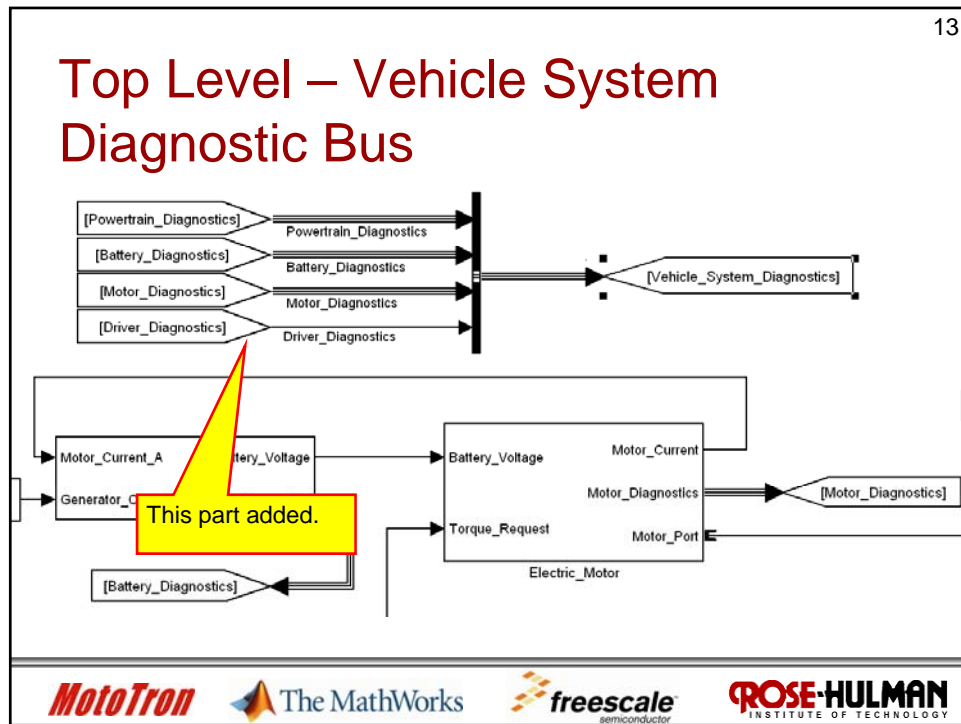 13
Top Level – Vehicle System
Diagnostic Bus
[Powertrain_Diagnostics]
Powertrain_Diagnostics
[Battery_Diagnostics]
Battery_Diagnostics
[Vehicle_System_Diagnostics]
[Motor_Diagnostics]
Motor_Diagnostics
[Driver_Diagnostics]
Driver_Diagnostics
Motor_Current_A
ttery_Voltage
Generator_C
This part added.
[Battery_Diagnostics]
Battery_Voltage
Motor_Current
Motor_Diagnostics
[Motor_Diagnostics]
Torque_Request
Motor_Port
Electric_Motor
MotoTron
The MathWorks
freescale
semiconductor
ROSE-HULMAN
INSTITUTE OF TECHNOLOGY